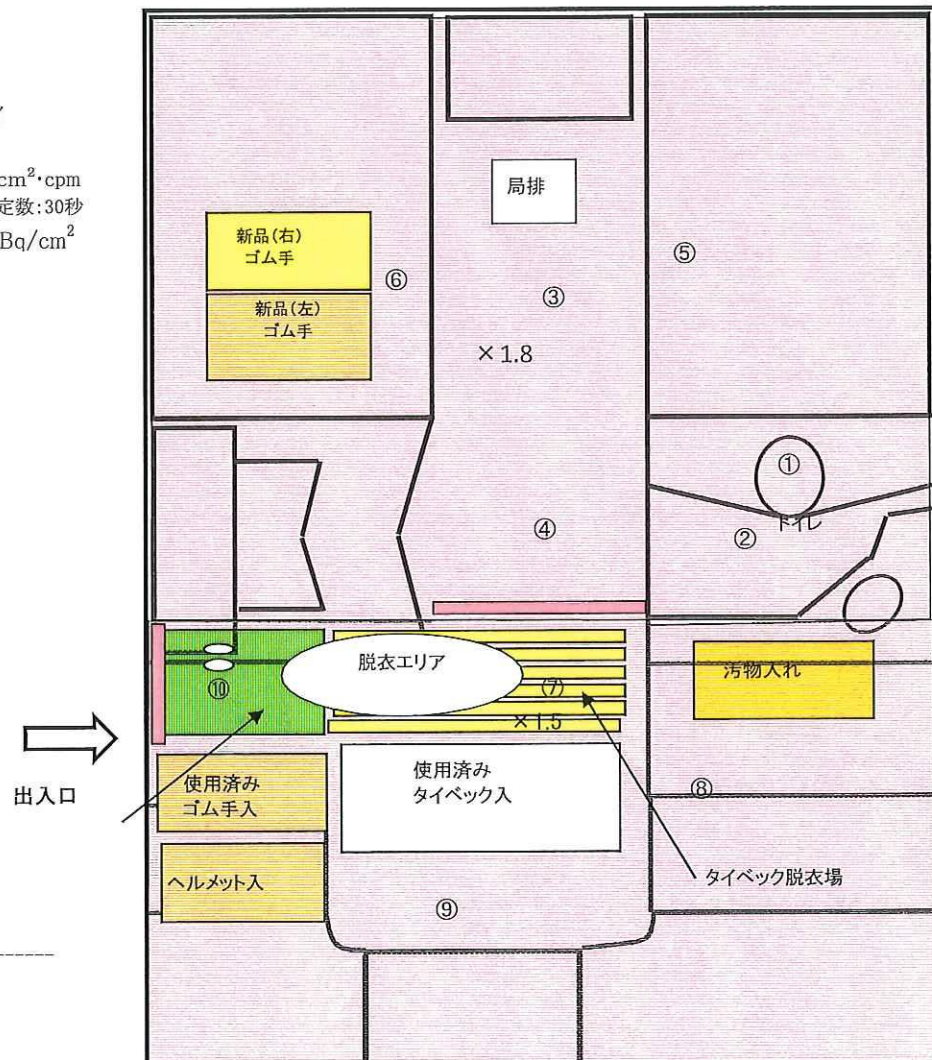 cm²･cpm
定数:30秒
Bq/cm²
局排
新品(右)
ゴム手
新品(左)
ゴム手
⑥
③
⑤
×1.8
①
トイレ
②
④
脱衣エリア
⑦
×1.5
⑩
汚物入れ
出入口
使用済み
ゴム手入
使用済み
タイベック入
⑧
ヘルメット入
タイベック脱衣場
⑨